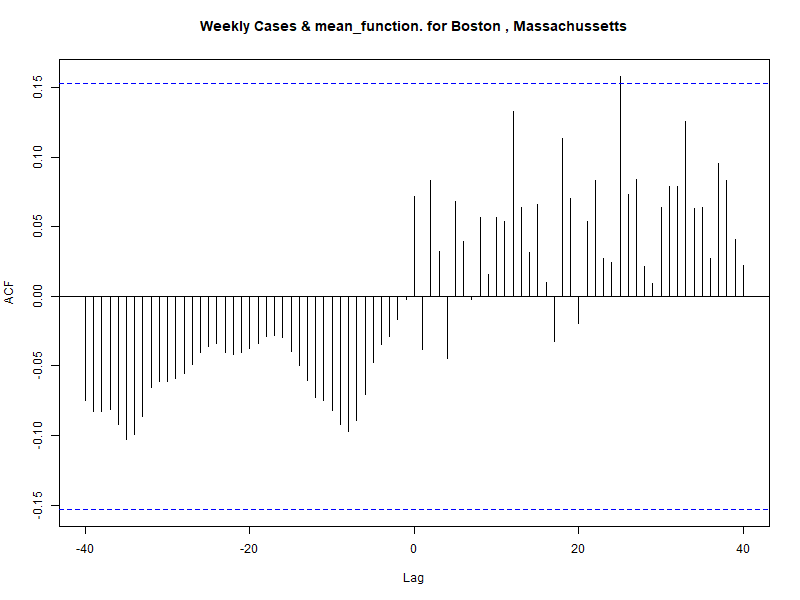 Weekly Cases & mean_function. for Boston , Massachussetts
ACF
0.15
0.10
0.05
0.00
-0.05
-0.10
-0.15
-40 -20 0 20 40
Lag